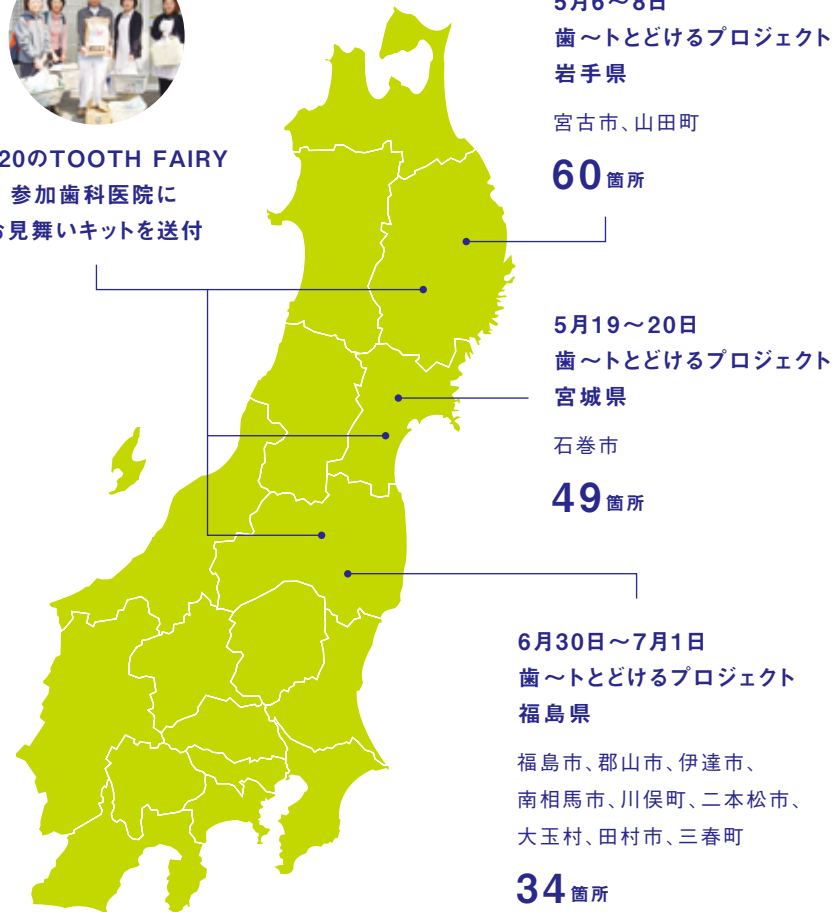 5月6～8日
歯～トとどけるプロジェクト
岩手県
宮古市、山田町
60箇所
20のTOOTH FAIRY
参加歯科医院に
お見舞いキットを送付
5月19～20日
歯～トとどけるプロジェクト
宮城県
石巻市
49箇所
6月30日～7月1日
歯～トとどけるプロジェクト
福島県
福島市、郡山市、伊達市、
南相馬市、川俣町、二本松市、
大玉村、田村市、三春町
34箇所